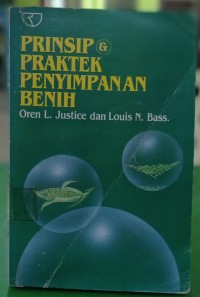 PRINSIP &
PRAKTEK
PENYIMPANAN
BENIH
Oren L. Justice dan Louis N. Bass.